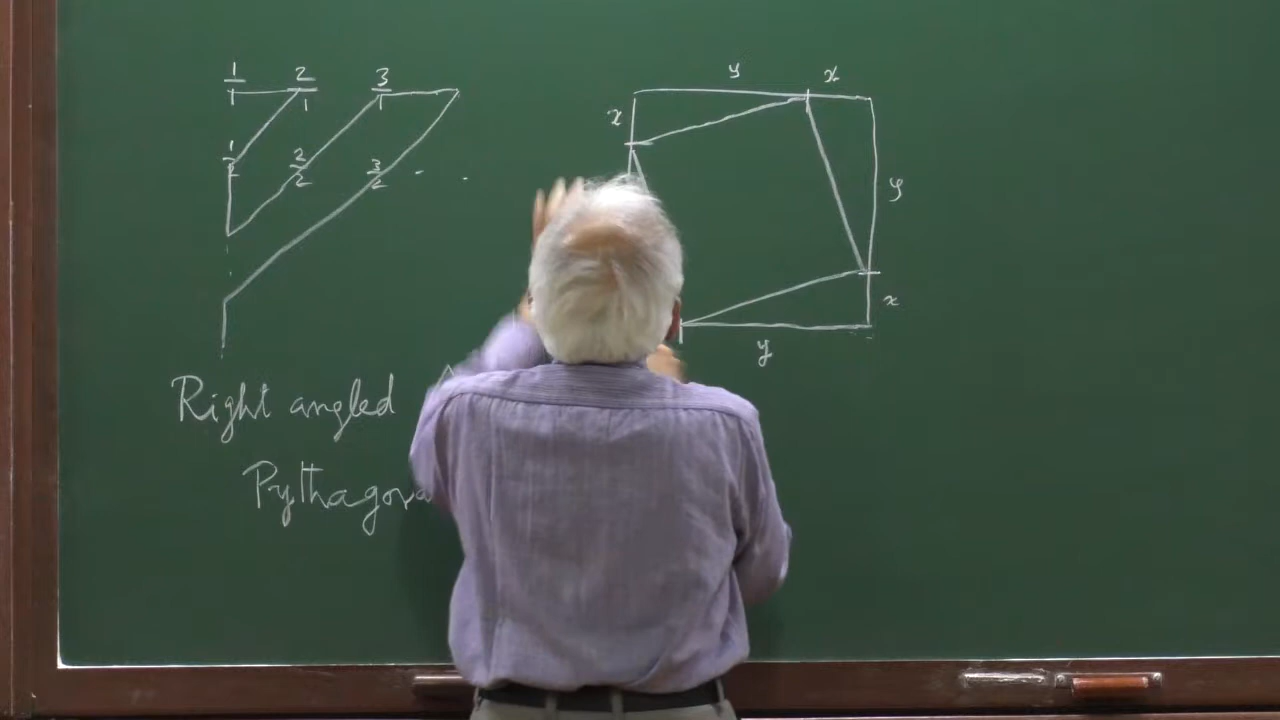 1/1 2/1 3/1
1/2 2/2 3/2
y x
x
y
x
y
Right angled
Pythagora